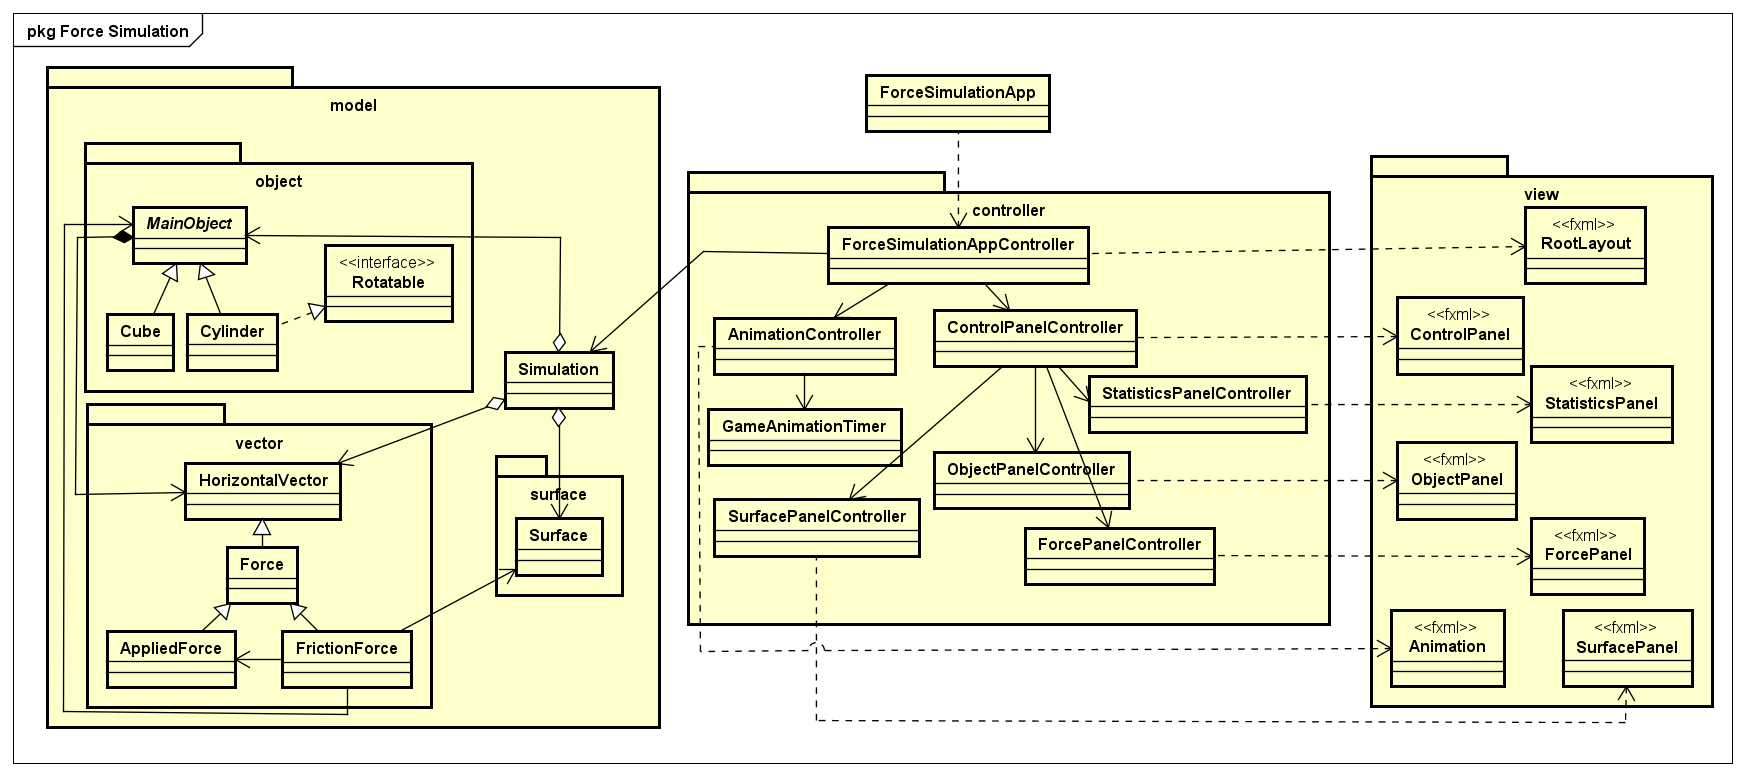 pkg Force Simulation
model
object
MainObject
<<interface>>
Rotatable
Cube
Cylinder
Simulation
vector
HorizontalVector
Force
AppliedForce
FrictionForce
surface
Surface
ForceSimulationApp
controller
ForceSimulationAppController
AnimationController
ControlPanelController
StatisticsPanelController
GameAnimationTimer
ObjectPanelController
SurfacePanelController
ForcePanelController
view
<<fxml>>
RootLayout
<<fxml>>
ControlPanel
<<fxml>>
StatisticsPanel
<<fxml>>
ObjectPanel
<<fxml>>
ForcePanel
<<fxml>>
Animation
<<fxml>>
SurfacePanel